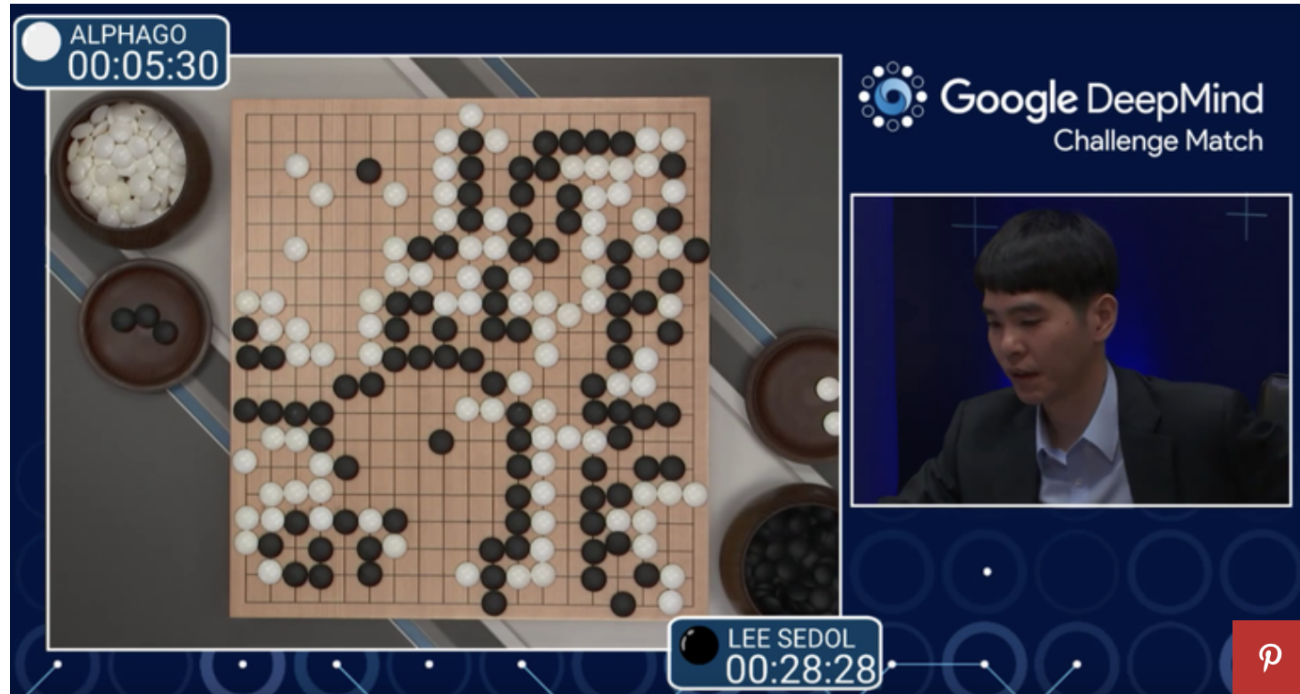 ALPHAGO
00:05:30
Google DeepMind
Challenge Match
LEE SEDOL
00:28:28